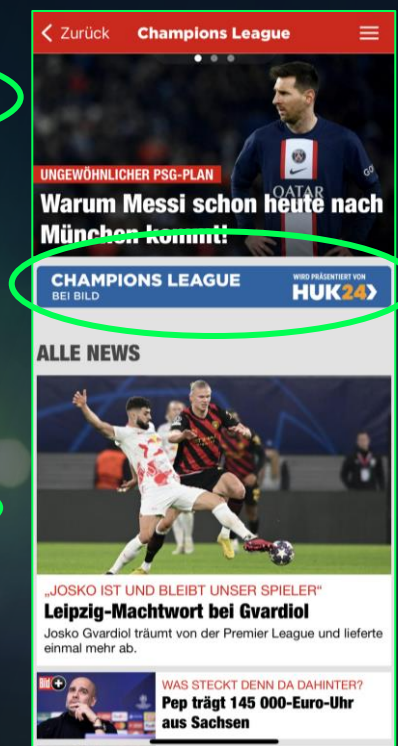 Zurück Champions League
UNGEWÖHNLICHER PSG-PLAN
QATAR
Warum Messi schon heute nach
München kommt!
CHAMPIONS LEAGUE
BEI BILD
WIRD PRÄSENTIERT VON
HUK24
ALLE NEWS
„JOSKO IST UND BLEIBT UNSER SPIELER“
Leipzig-Machtwort bei Gvardiol
Josko Gvardiol träumt von der Premier League und lieferte
einmal mehr ab.
Bild+
WAS STECKT DENN DA DAHINTER?
Pep trägt 145 000-Euro-Uhr
aus Sachsen